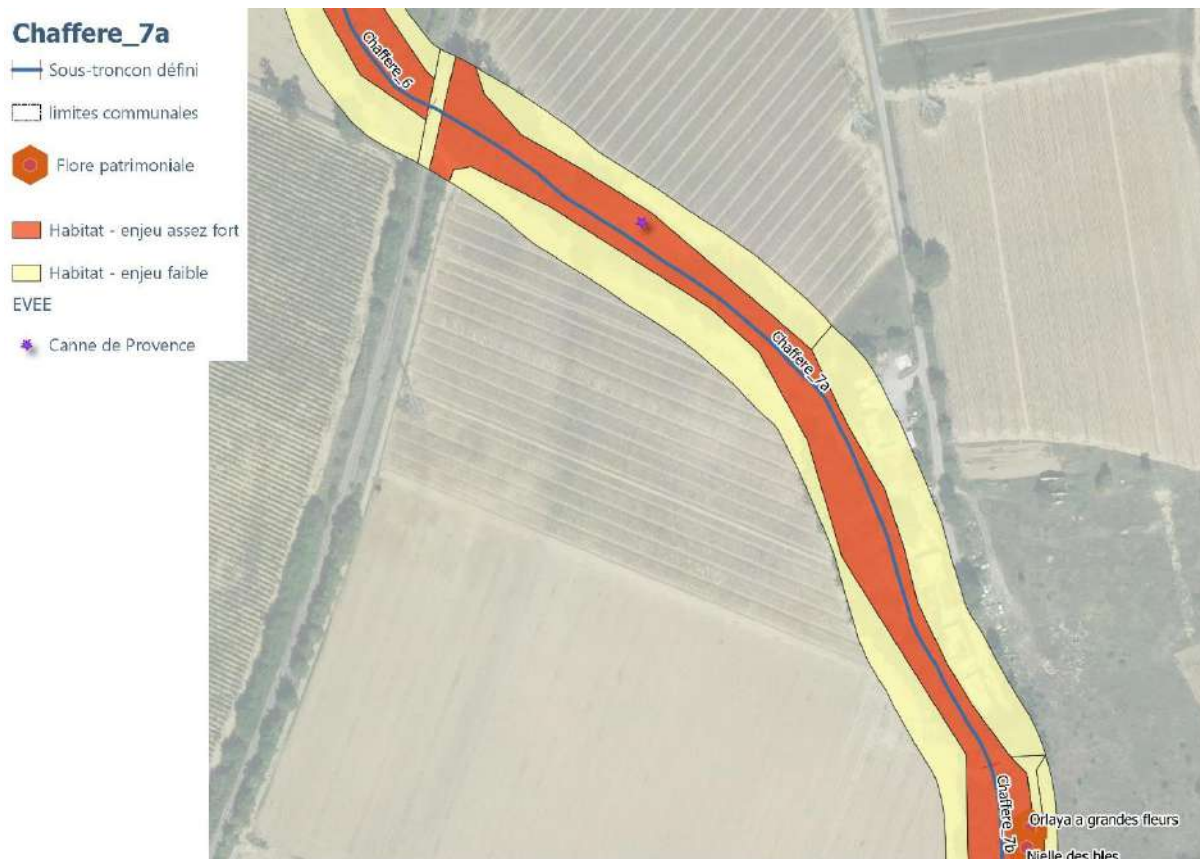 Chaffere_7a
Sous-troncon défini
limites communales
Flore patrimoniale
Habitat - enjeu assez fort
Habitat - enjeu faible
EVEE
Canne de Provence
Chaffere_6
Chaffere_7a
Chaffere_7b
Orlaya a grandes fleurs
Nielle des bles